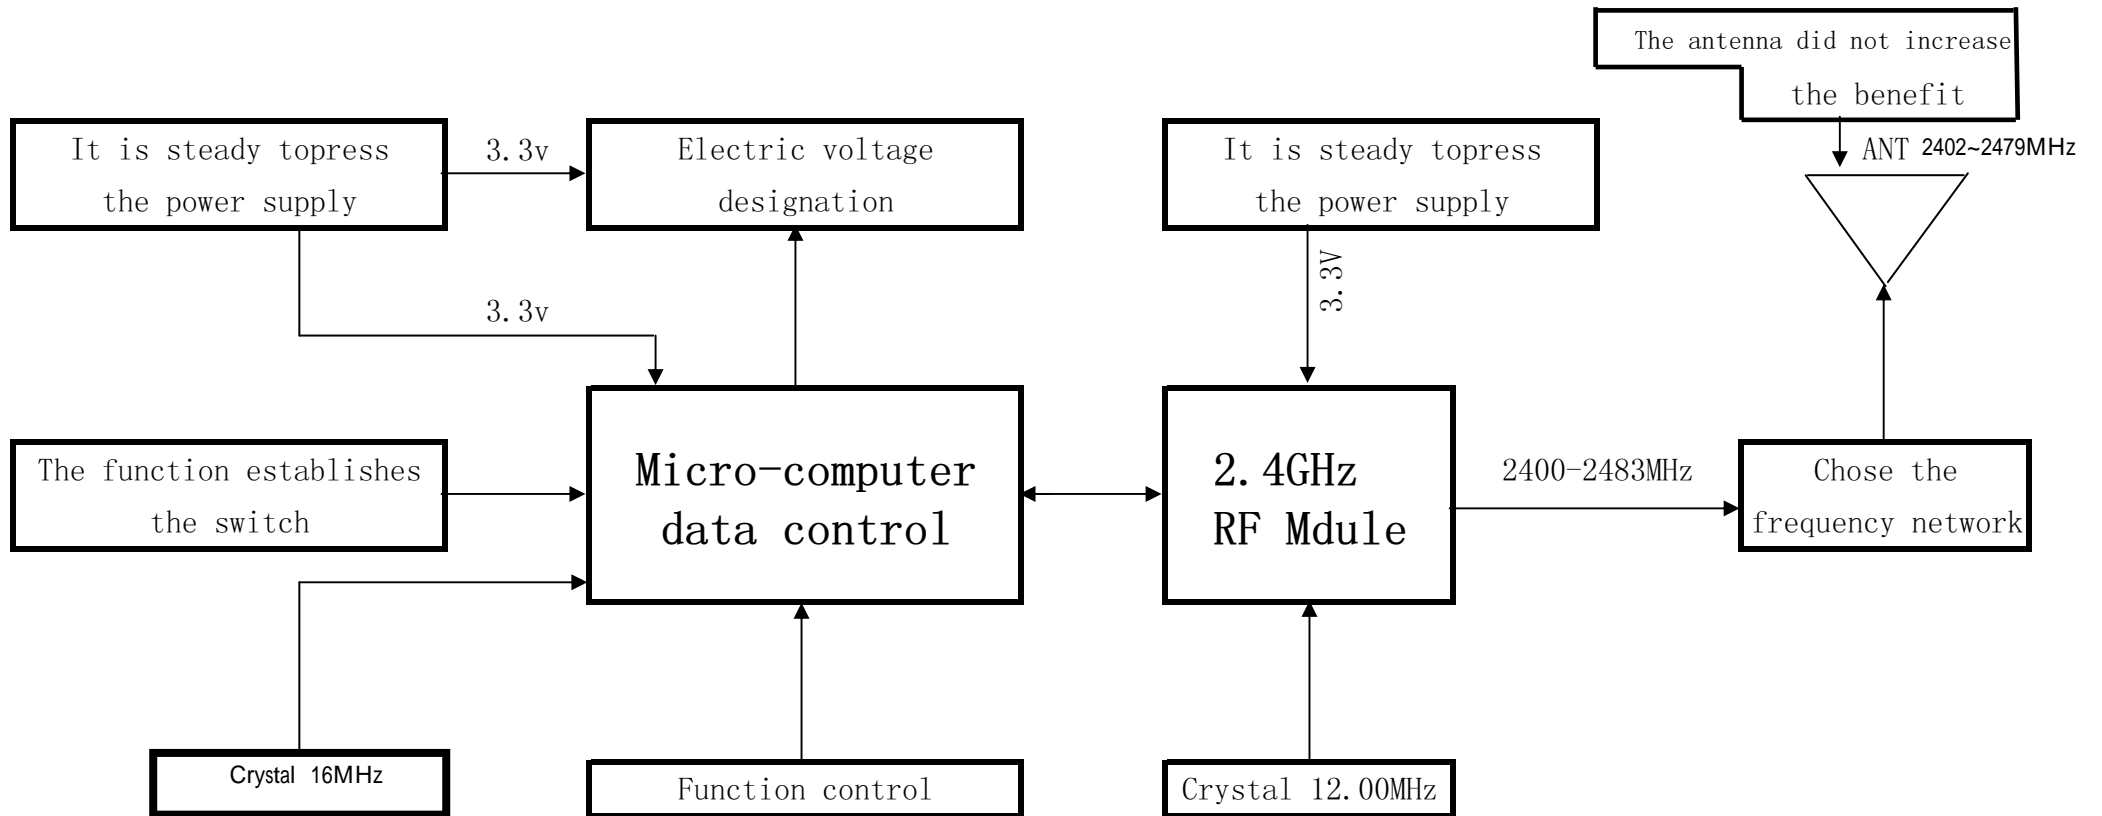 The antenna did not increase
the benefit
It is steady topress
the power supply
3.3v
Electric voltage
designation
It is steady topress
the power supply
ANT 2402~2479MHz
3.3V
3.3v
The function establishes
the switch
Micro-computer
data control
2.4GHz
RF Mdule
2400-2483MHz
Chose the
frequency network
Crystal 16MHz
Function control
Crystal 12.00MHz